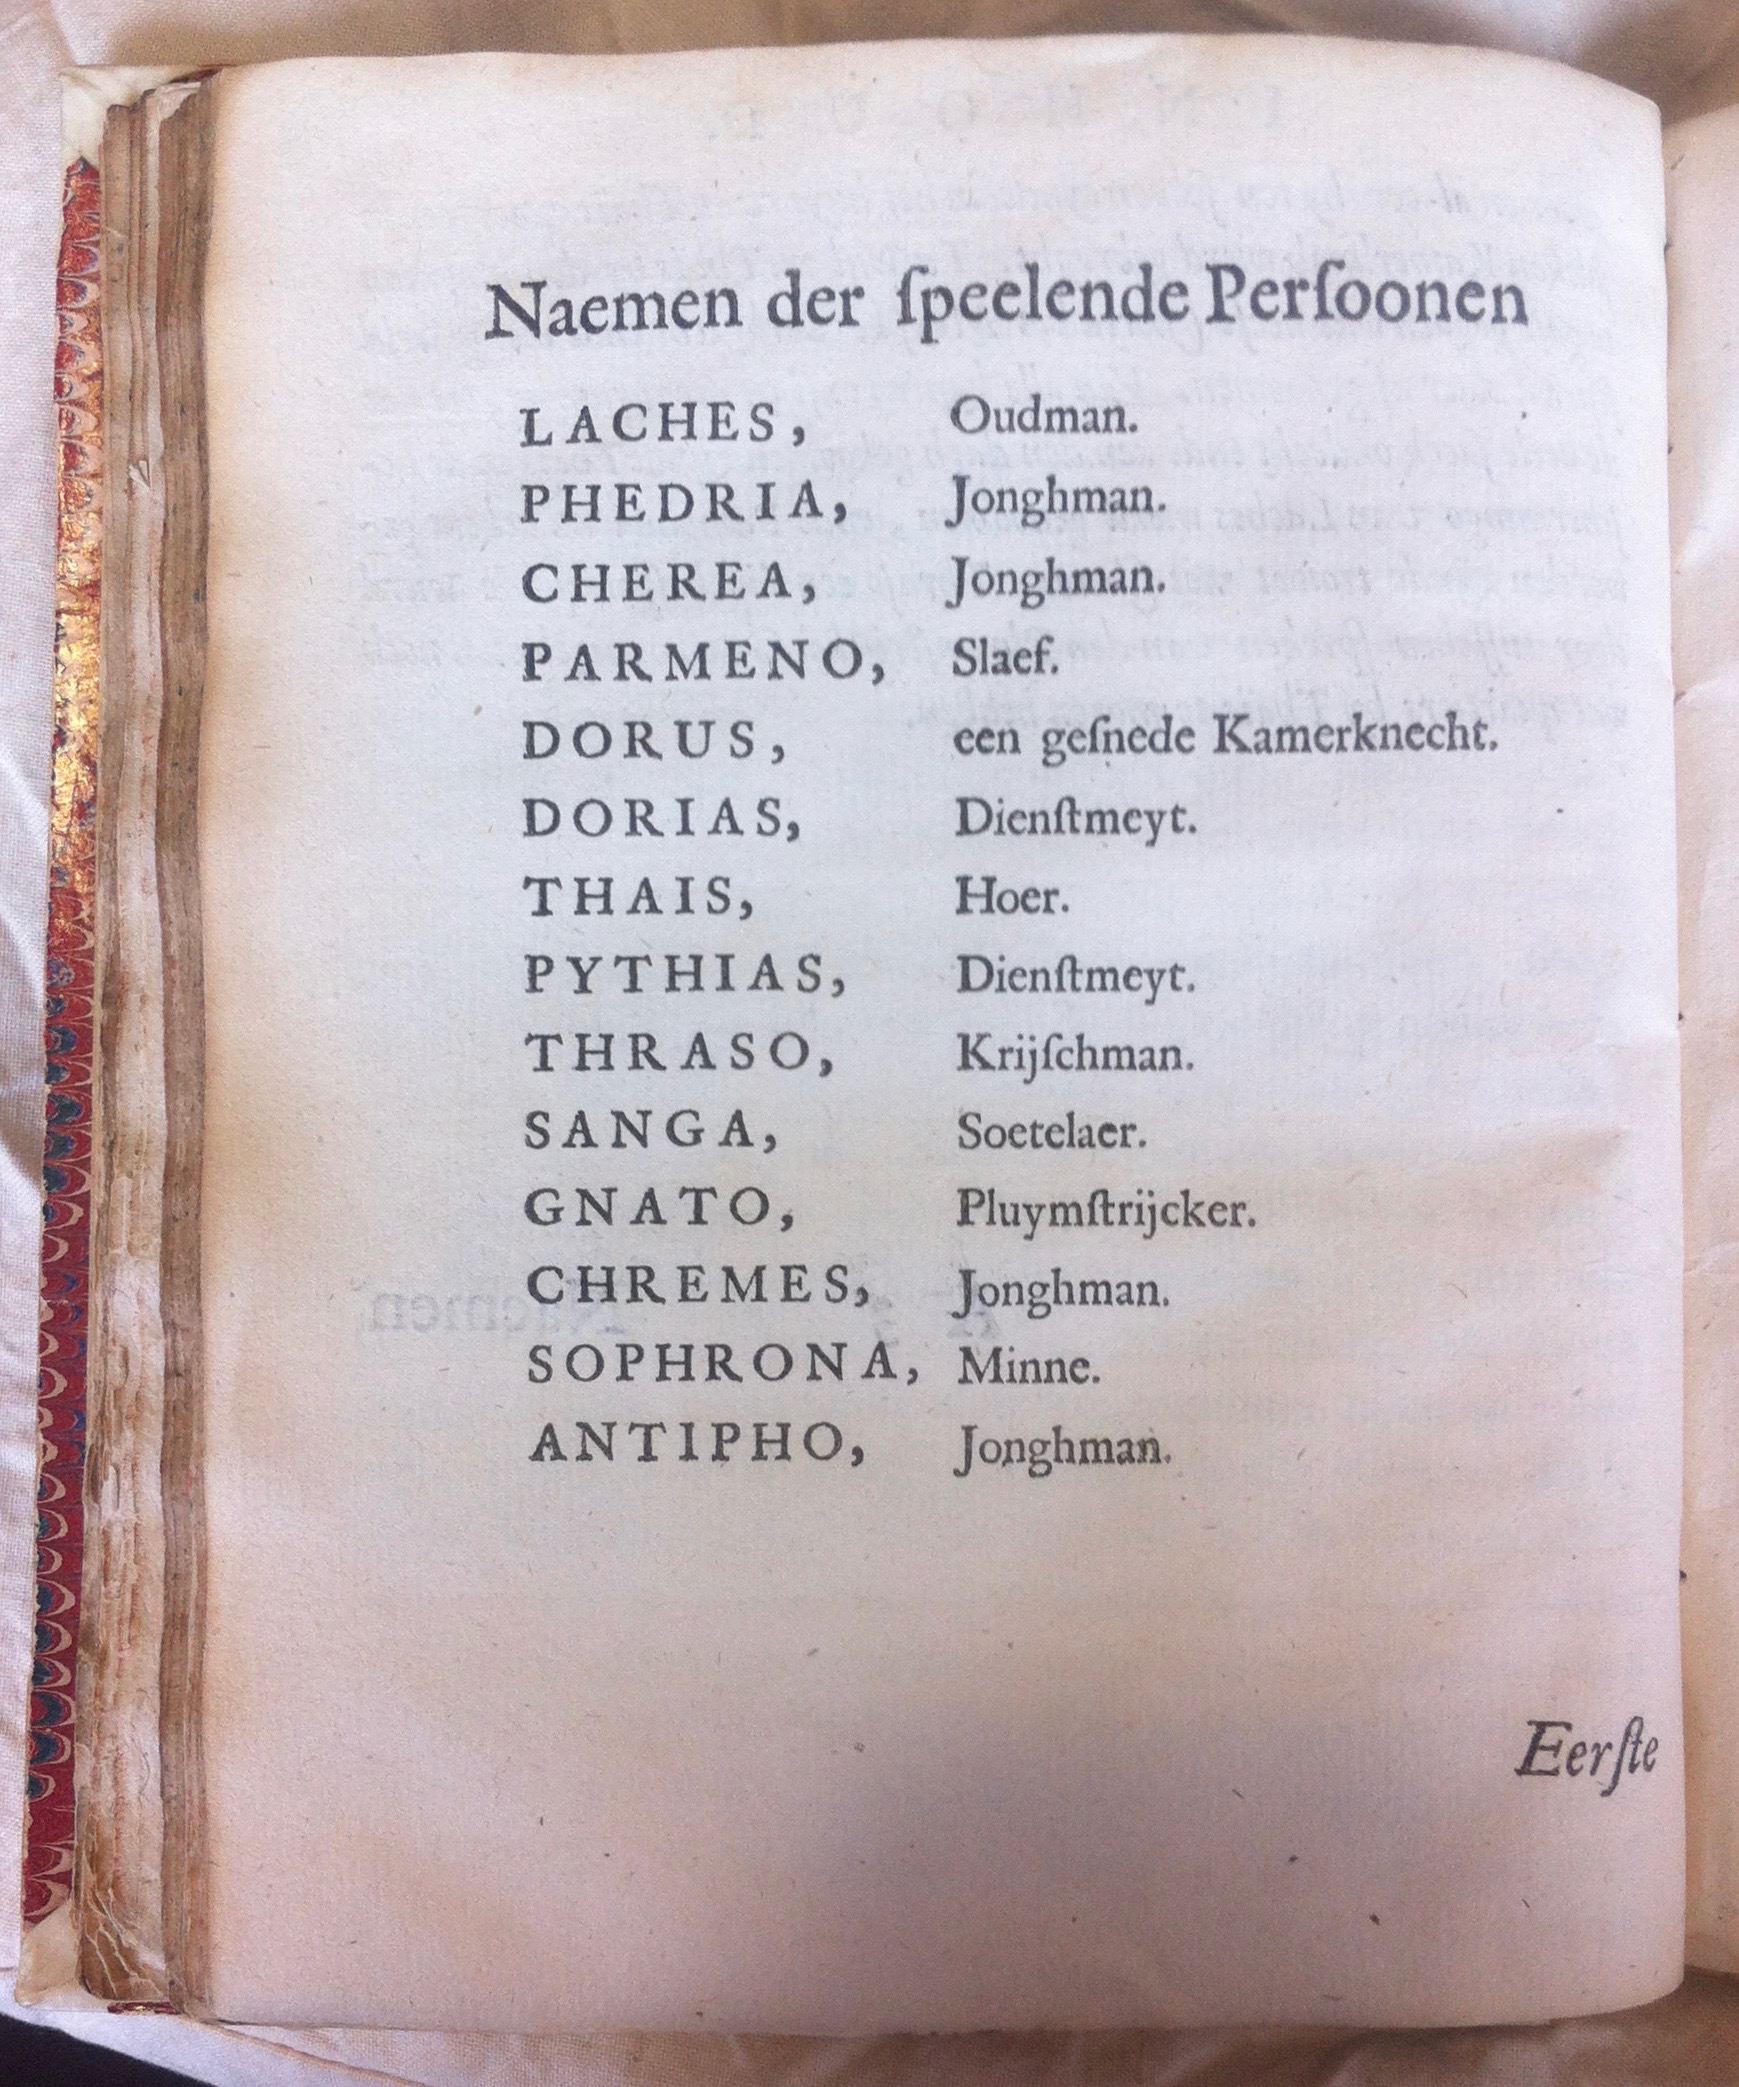 Naemen der ſpeelende Perſoonen
LACHES, Oudman.
PHEDRIA, Jonghman.
CHEREA, Jonghman.
PARMENO, Slaef.
DORUS, een geſnede Kamerknecht.
DORIAS, Dienſtmeyt.
THAIS, Hoer.
PYTHIAS, Dienſtmeyt.
THRASO, Krijſchman.
SANGA, Soetelaer.
GNATO, Pluymſtrijcker.
CHREMES, Jonghman.
SOPHRONA, Minne.
ANTIPHO, Jonghman.
Eerſte